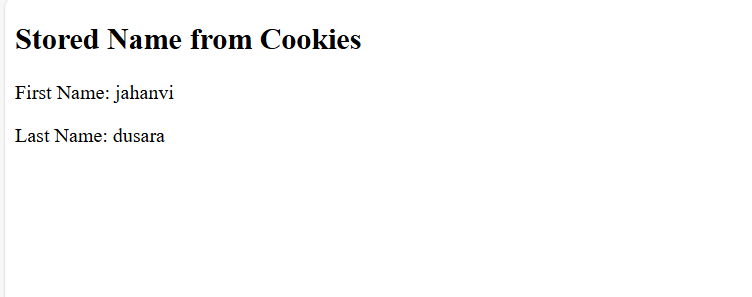 Stored Name from Cookies
First Name: jahanvi
Last Name: dusara